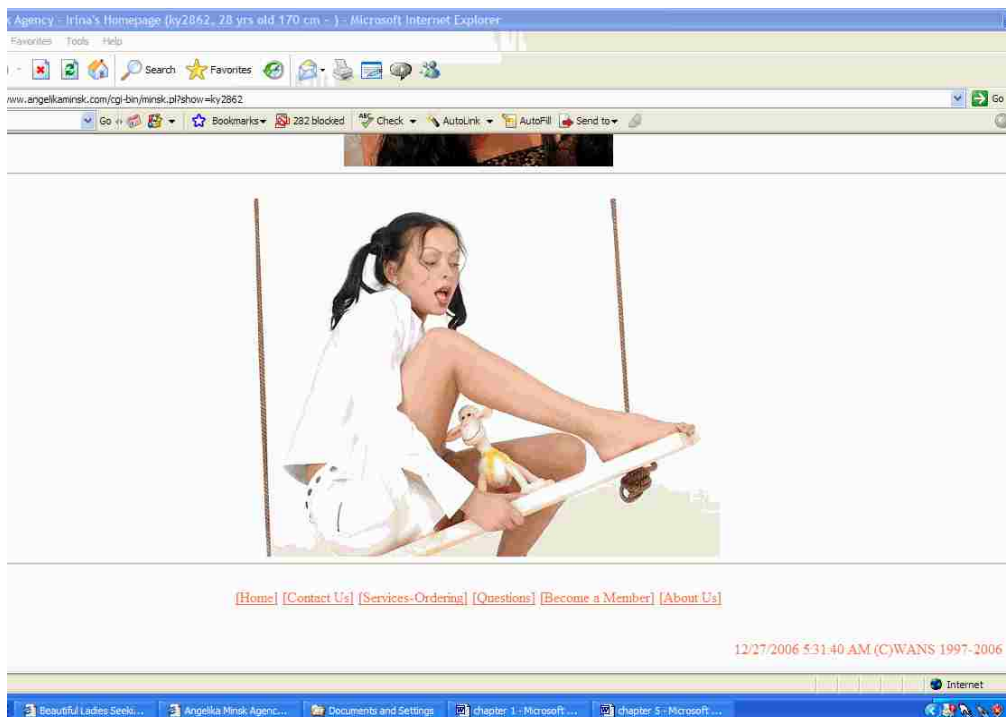 Agency - Irina's Homepage (ky2862, 28 yrs old 170 cm - ) - Microsoft Internet Explorer
Favorites Tools Help
Search Favorites
www.angelikaminsk.com/cgi-bin/minsk.pl?show=ky2862 Go
Go Bookmarks 282 blocked ABC Check AutoLink AutoFill Send to
[Home] [Contact Us] [Services-Ordering] [Questions] [Become a Member] [About Us]
12/27/2006 5:31:40 AM (C)WANS 1997-2006
Internet
Beautiful Ladies Seeki... Angelika Minsk Agenc... Documents and Settings chapter 1 - Microsoft ... chapter 5 - Microsoft ...